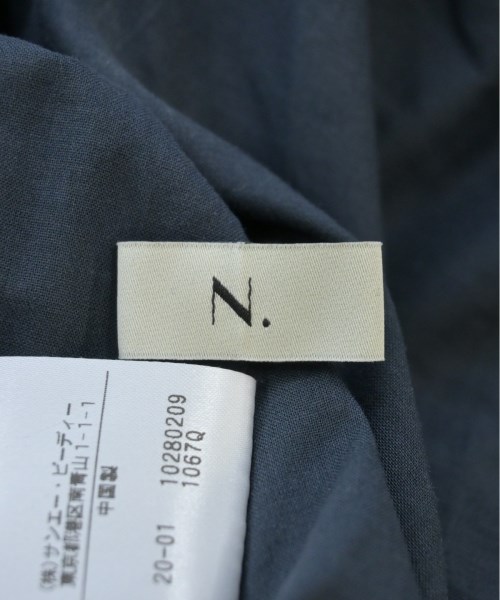 N.
10280209
1067Q
20-01
(株)サンエー・ビーディー
東京都港区南青山1-1-1
中国製